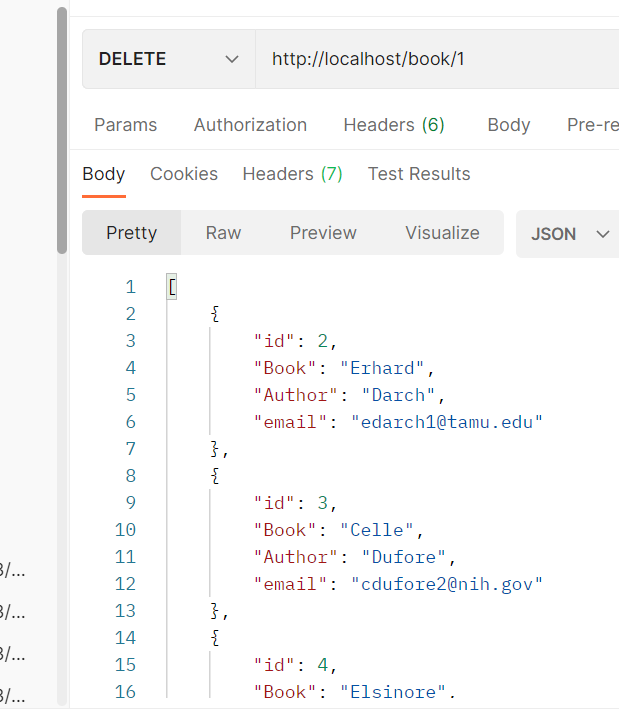 DELETE http://localhost/book/1
Params Authorization Headers (6) Body Pre-re
Body Cookies Headers (7) Test Results
Pretty Raw Preview Visualize JSON
1 [
2 {
3 "id": 2,
4 "Book": "Erhard",
5 "Author": "Darch",
6 "email": "edarch1@tamu.edu"
7 },
8 {
9 "id": 3,
10 "Book": "Celle",
11 "Author": "Dufore",
12 "email": "cdufore2@nih.gov"
3/...
13 },
3/...
14 {
3/...
15 "id": 4,
3/...
16 "Book": "Elsinore",